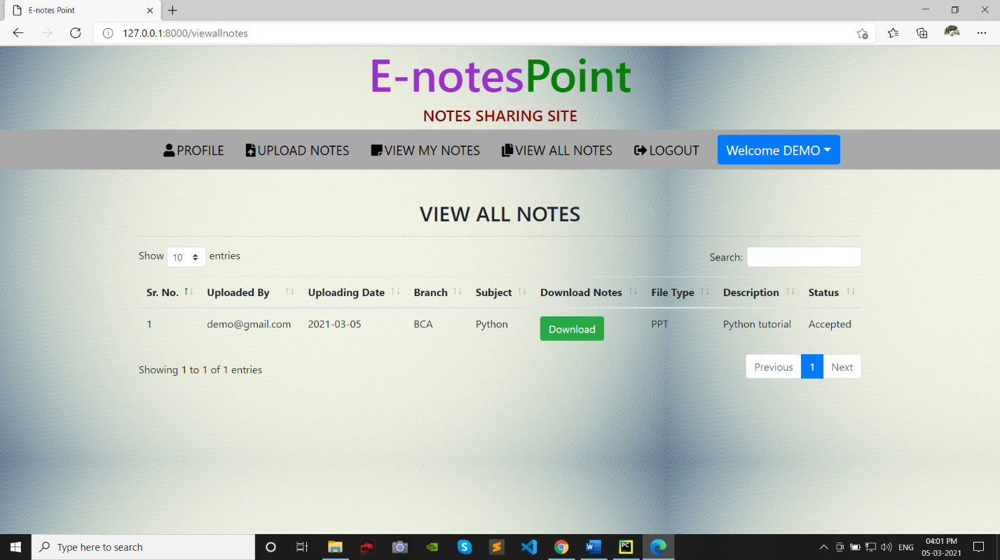 E-notes Point
127.0.0.1:8000/viewallnotes
E-notesPoint
NOTES SHARING SITE
PROFILE UPLOAD NOTES VIEW MY NOTES VIEW ALL NOTES LOGOUT Welcome DEMO
VIEW ALL NOTES
Show 10 entries Search:
Sr. No. Uploaded By Uploading Date Branch Subject Download Notes File Type Description Status
1 demo@gmail.com 2021-03-05 BCA Python Download PPT Python tutorial Accepted
Showing 1 to 1 of 1 entries Previous 1 Next
Type here to search ENG 04:01 PM
05-03-2021